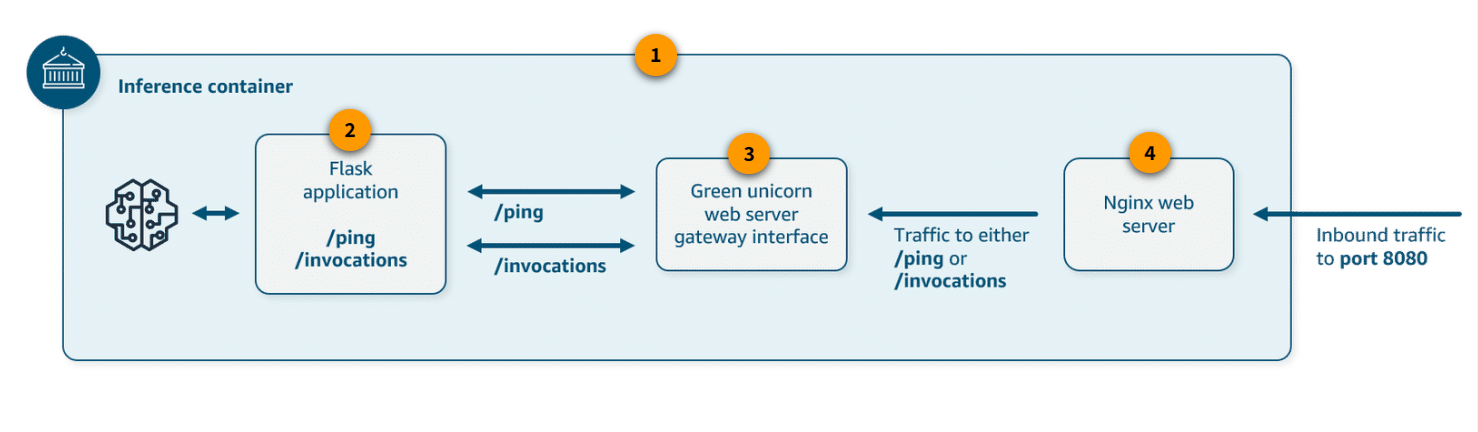 1
Inference container
2
Flask
application
/ping
/invocations
/ping
/invocations
3
Green unicorn
web server
gateway interface
Traffic to either
/ping or
/invocations
4
Nginx web
server
Inbound traffic
to port 8080